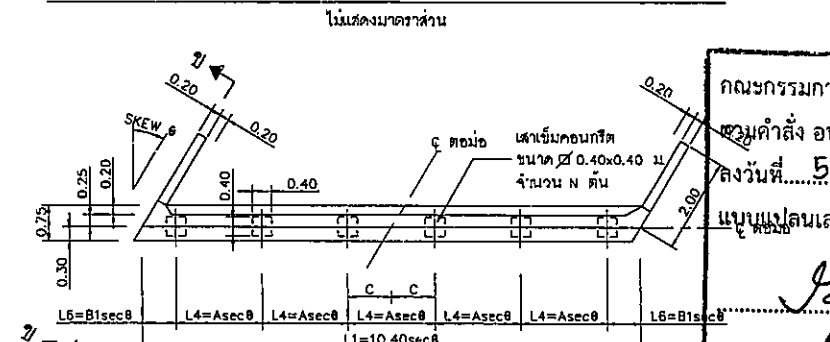 ไม่แสดงมาตราส่วน
ข
0.20
0.20
SKEW θ
0.25
0.20
0.75
0.30
0.40
0.40
℄ ตอม่อ
เสาเข็มคอนกรีต
ขนาด ⍁ 0.40x0.40 ม.
จำนวน N ต้น
0.20
0.20
2.00
℄ ตอม่อ
คณะกรรมกา
ตามคำสั่ง อบ
ลงวันที่......5
แบบแปลนเล
C C
L6=B1secθ
L4=Asecθ
L4=Asecθ
L4=Asecθ
L4=Asecθ
L4=Asecθ
L6=B1secθ
L1=10.40secθ
ข